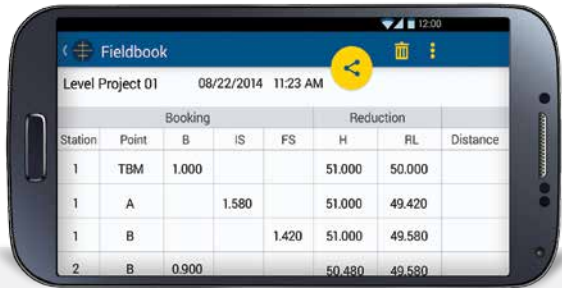 12:00
Fieldbook
Level Project 01 08/22/2014 11:23 AM
Booking Reduction
Station Point B IS FS H RL Distance
1 TBM 1.000 51.000 50.000
1 A 1.580 51.000 49.420
1 B 1.420 51.000 49.580
2 B 0.900 50.480 49.580